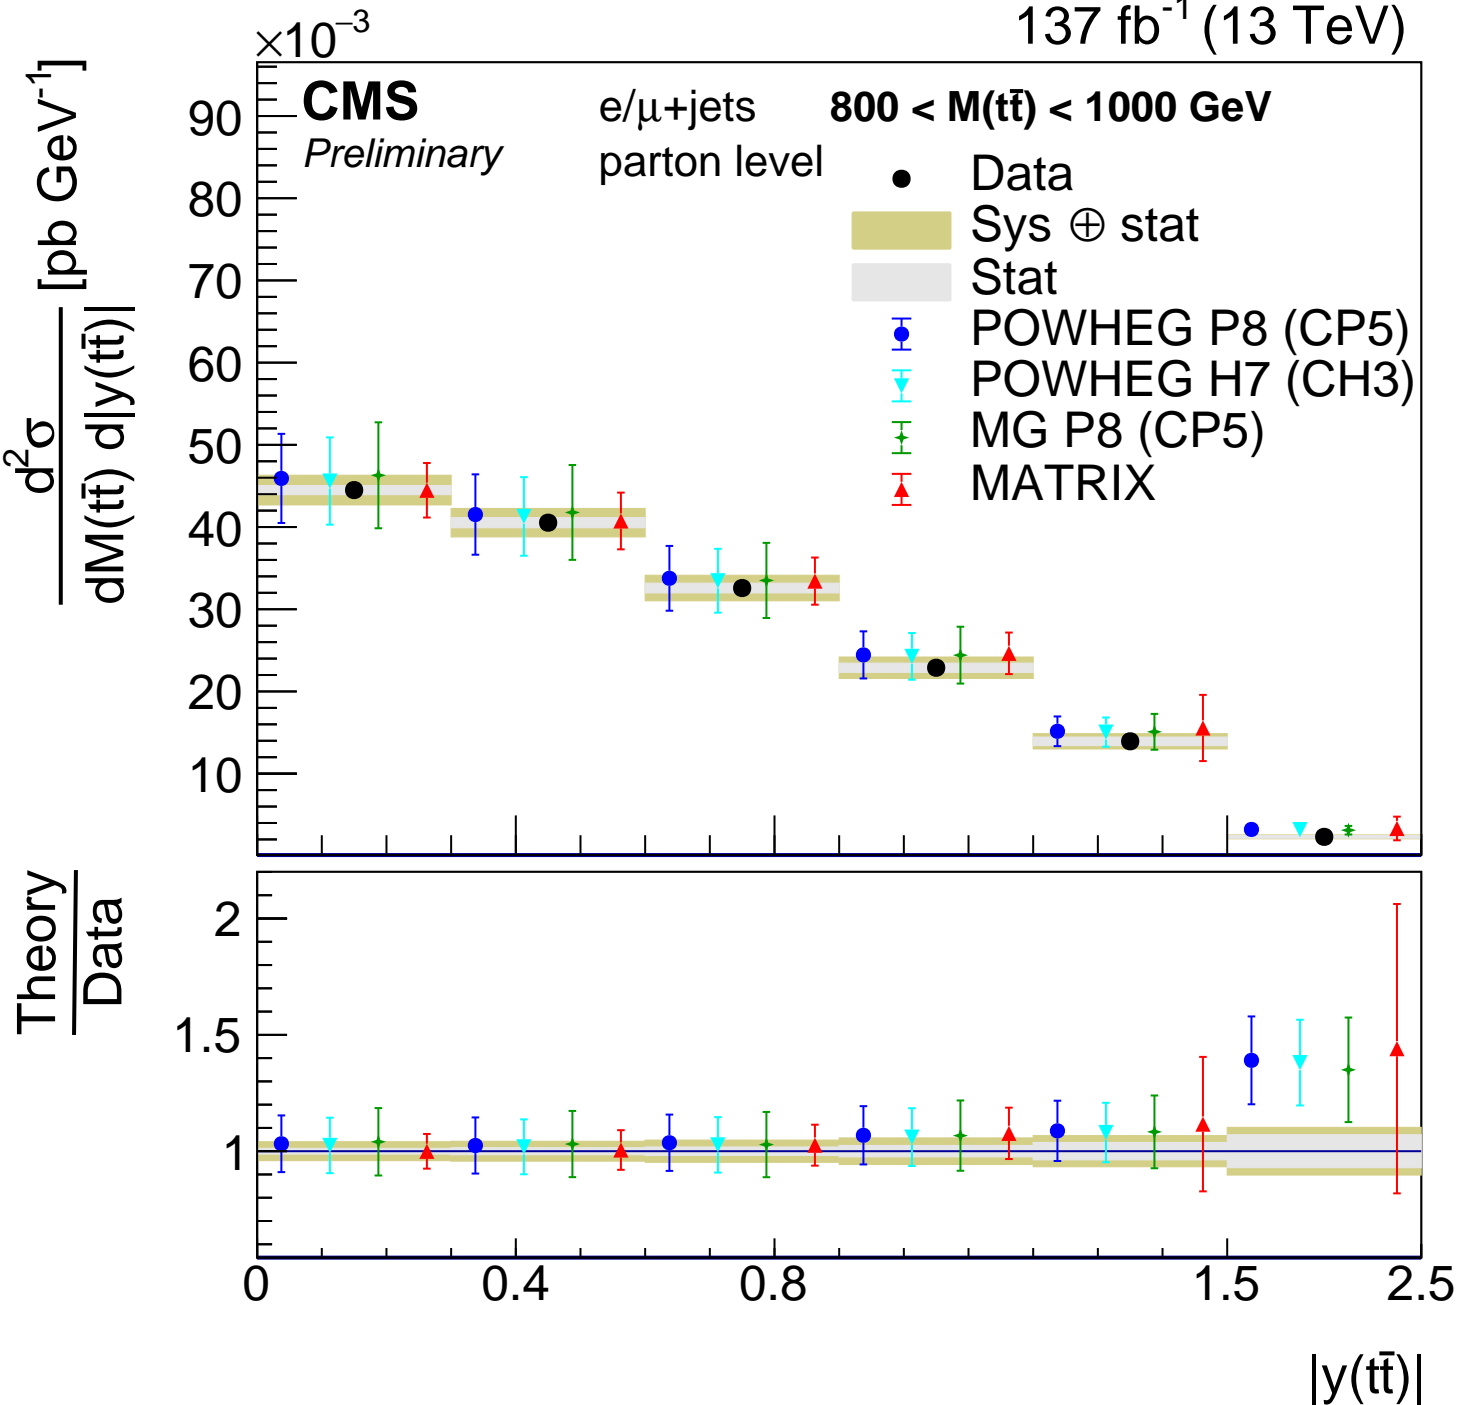 ×10⁻³
137 fb⁻¹ (13 TeV)
CMS
Preliminary
e/μ+jets
parton level
800 < M(tt̄) < 1000 GeV
Data
Sys ⊕ stat
Stat
POWHEG P8 (CP5)
POWHEG H7 (CH3)
MG P8 (CP5)
MATRIX
d²σ
dM(tt̄) d|y(tt̄)|
[pb GeV⁻¹]
90
80
70
60
50
40
30
20
10
Theory
Data
2
1.5
1
0 0.4 0.8 1.5 2.5
|y(tt̄)|